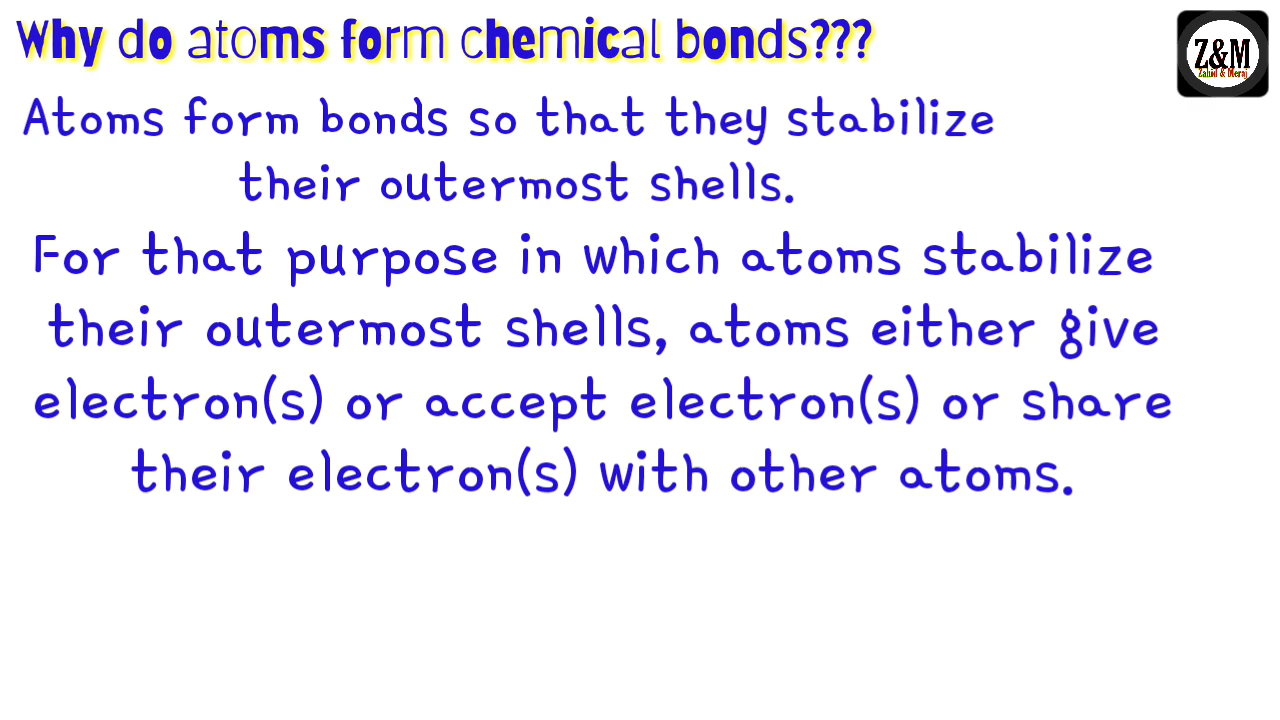 Why do atoms form chemical bonds???
Z&M
Zahid & Meraj
Atoms form bonds so that they stabilize
their outermost shells.
For that purpose in which atoms stabilize
their outermost shells, atoms either give
electron(s) or accept electron(s) or share
their electron(s) with other atoms.